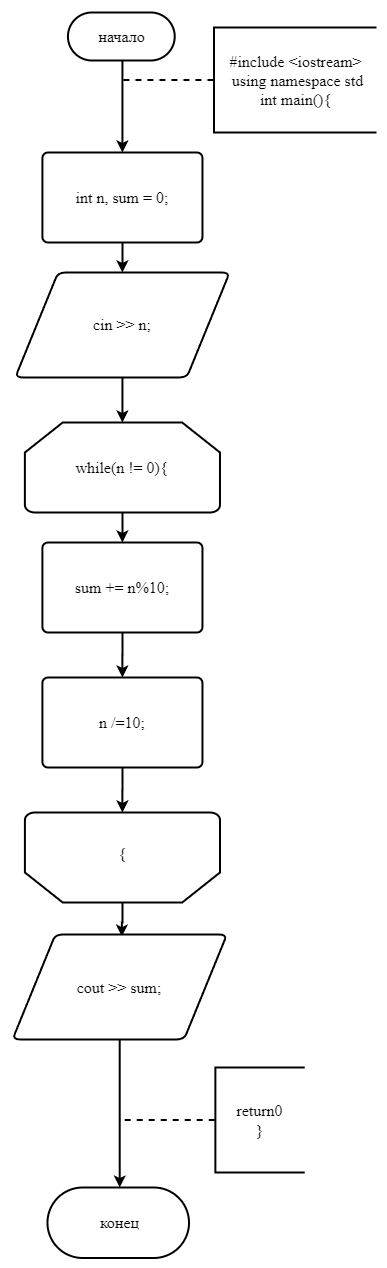 начало
#include <iostream>
using namespace std
int main(){
int n, sum = 0;
cin >> n;
while(n != 0){
sum += n%10;
n /=10;
{
cout >> sum;
return0
}
конец